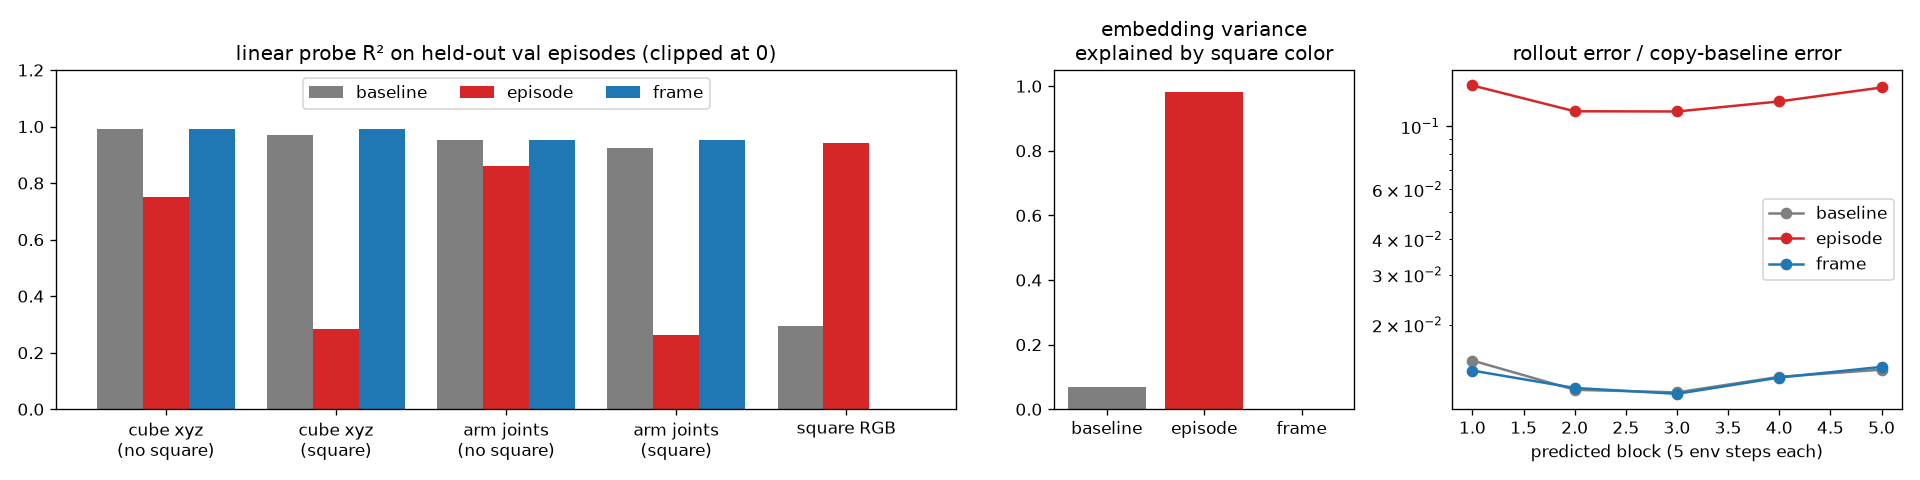 linear probe R² on held-out val episodes (clipped at 0)
baseline
episode
frame
1.2
1.0
0.8
0.6
0.4
0.2
0.0
cube xyz
(no square)
cube xyz
(square)
arm joints
(no square)
arm joints
(square)
square RGB
embedding variance
explained by square color
1.0
0.8
0.6
0.4
0.2
0.0
baseline
episode
frame
rollout error / copy-baseline error
10⁻¹
6 × 10⁻²
4 × 10⁻²
3 × 10⁻²
2 × 10⁻²
baseline
episode
frame
1.0 1.5 2.0 2.5 3.0 3.5 4.0 4.5 5.0
predicted block (5 env steps each)